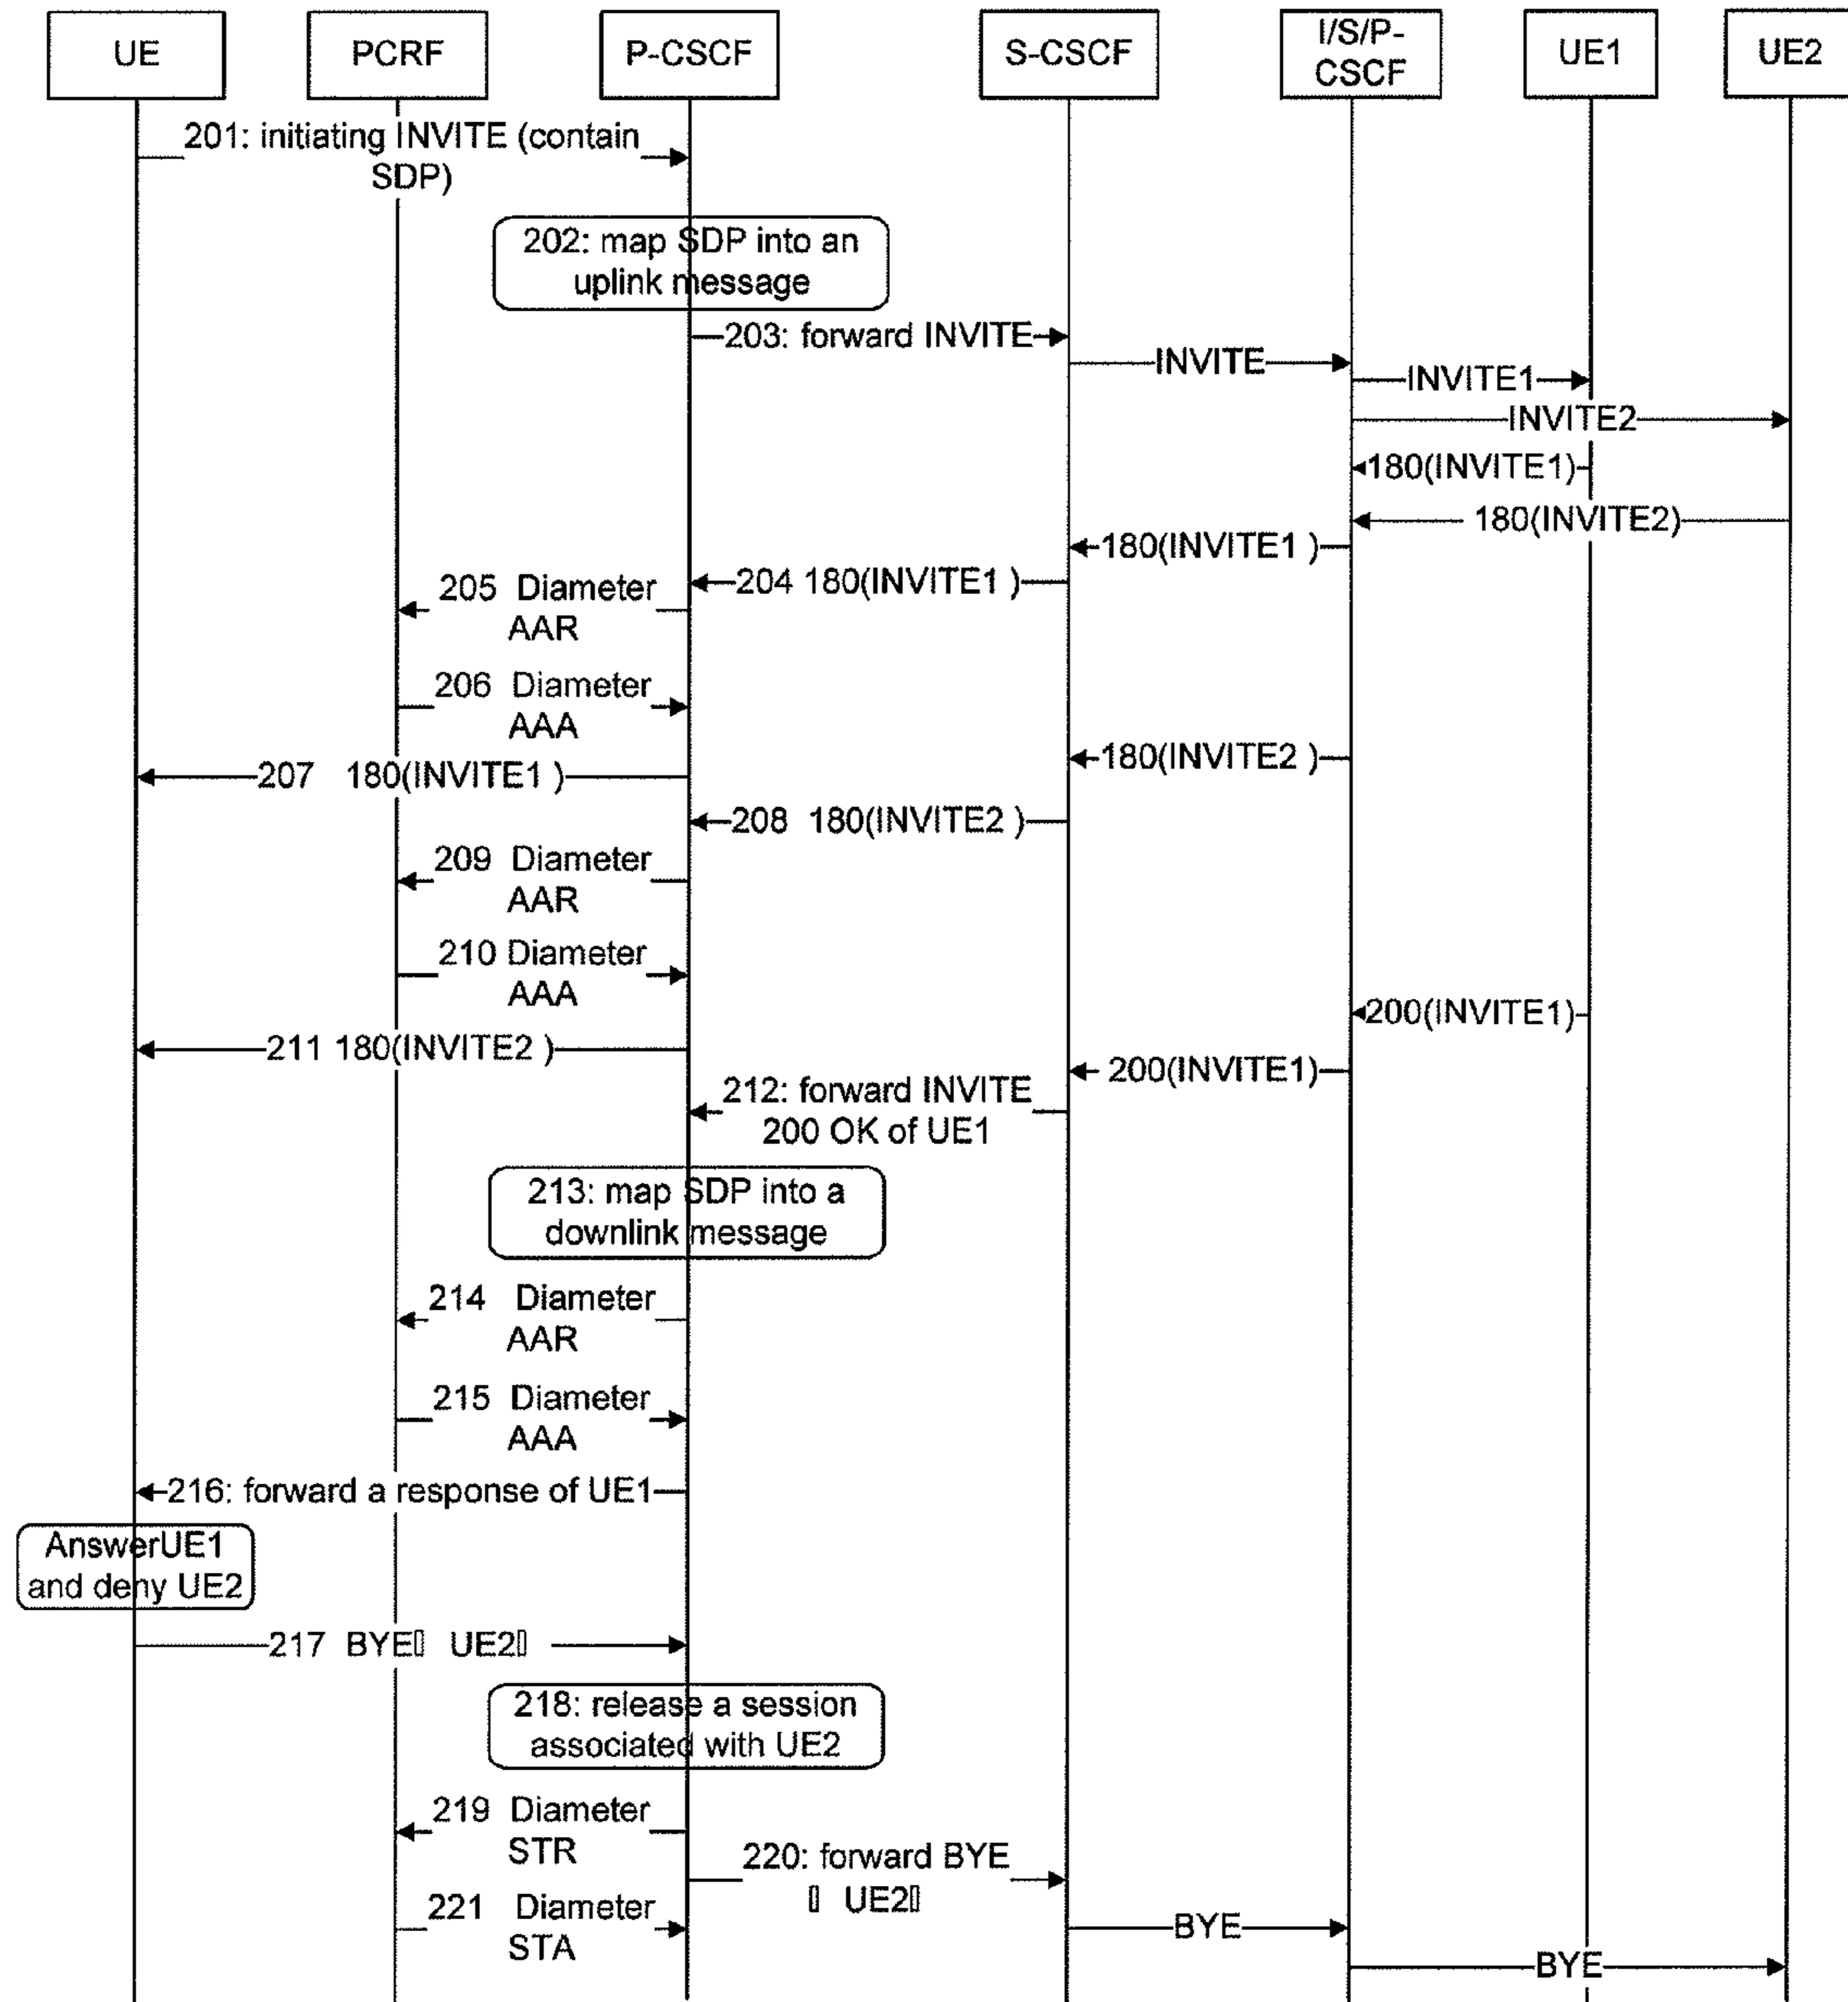 UE
PCRF
P-CSCF
S-CSCF
I/S/P-
CSCF
UE1
UE2
201: initiating INVITE (contain
SDP)
202: map SDP into an
uplink message
203: forward INVITE
INVITE
INVITE1
INVITE2
180(INVITE1)
180(INVITE2)
180(INVITE1 )
204 180(INVITE1 )
205 Diameter
AAR
206 Diameter
AAA
180(INVITE2 )
207 180(INVITE1 )
208 180(INVITE2 )
209 Diameter
AAR
210 Diameter
AAA
200(INVITE1)
211 180(INVITE2 )
200(INVITE1)
212: forward INVITE
200 OK of UE1
213: map SDP into a
downlink message
214 Diameter
AAR
215 Diameter
AAA
216: forward a response of UE1
AnswerUE1
and deny UE2
217 BYE▯ UE2▯
218: release a session
associated with UE2
219 Diameter
STR
220: forward BYE
▯ UE2▯
221 Diameter
STA
BYE
BYE